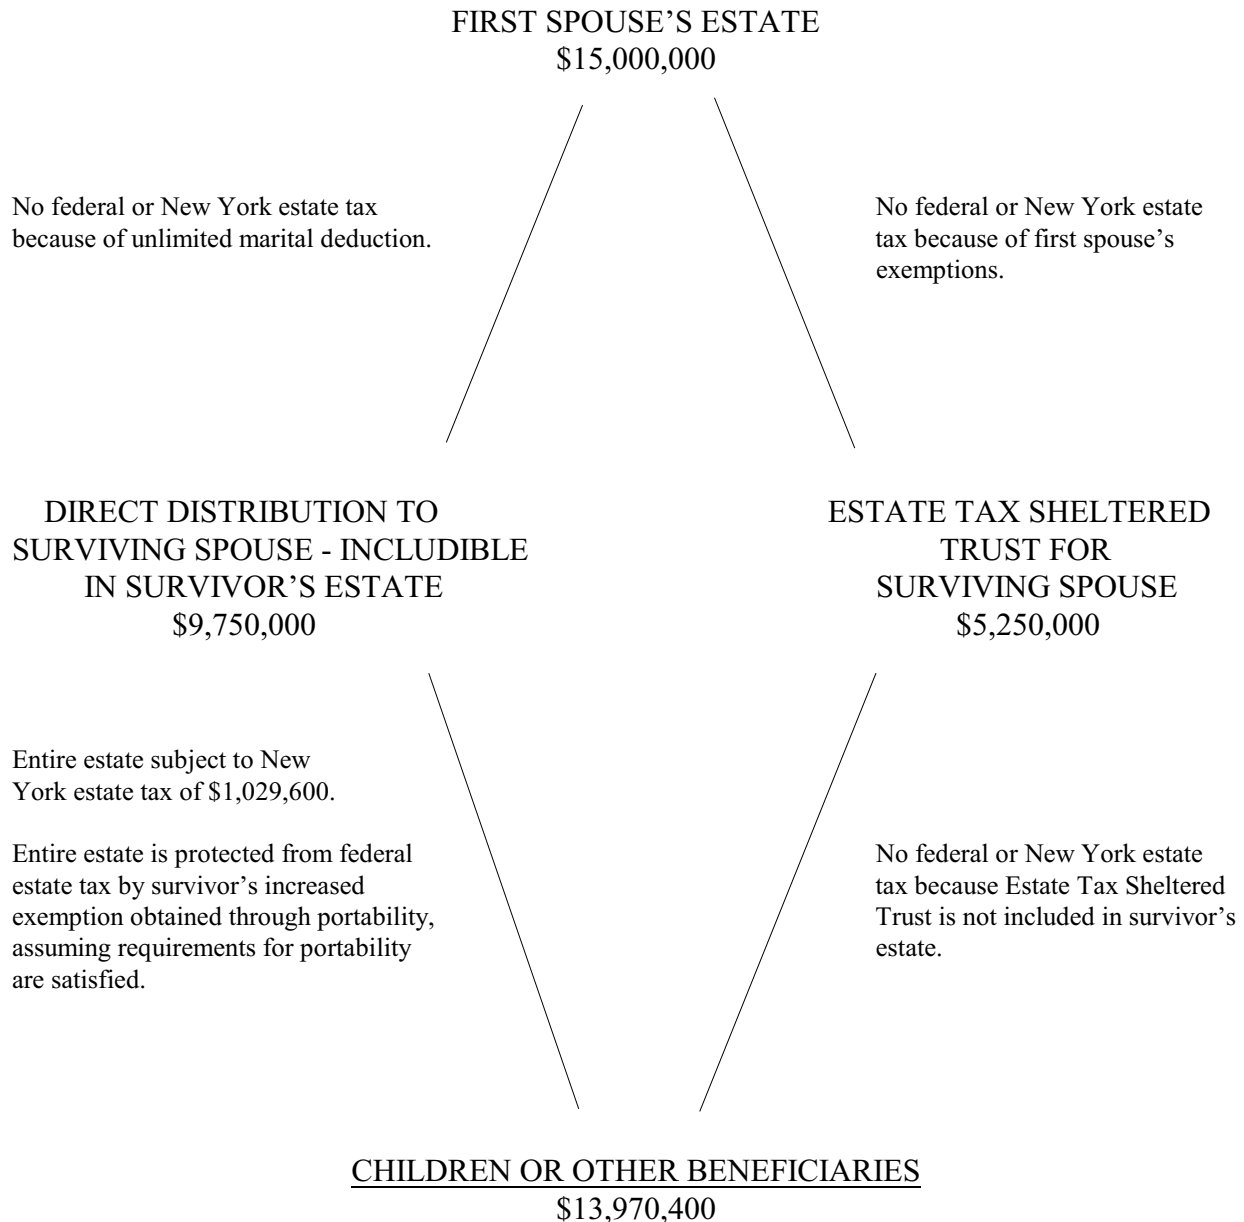 FIRST SPOUSE’S ESTATE
$15,000,000
No federal or New York estate tax
because of unlimited marital deduction.
No federal or New York estate
tax because of first spouse’s
exemptions.
DIRECT DISTRIBUTION TO
SURVIVING SPOUSE - INCLUDIBLE
IN SURVIVOR’S ESTATE
$9,750,000
ESTATE TAX SHELTERED
TRUST FOR
SURVIVING SPOUSE
$5,250,000
Entire estate subject to New
York estate tax of $1,029,600.
Entire estate is protected from federal
estate tax by survivor’s increased
exemption obtained through portability,
assuming requirements for portability
are satisfied.
No federal or New York estate
tax because Estate Tax Sheltered
Trust is not included in survivor’s
estate.
CHILDREN OR OTHER BENEFICIARIES
$13,970,400